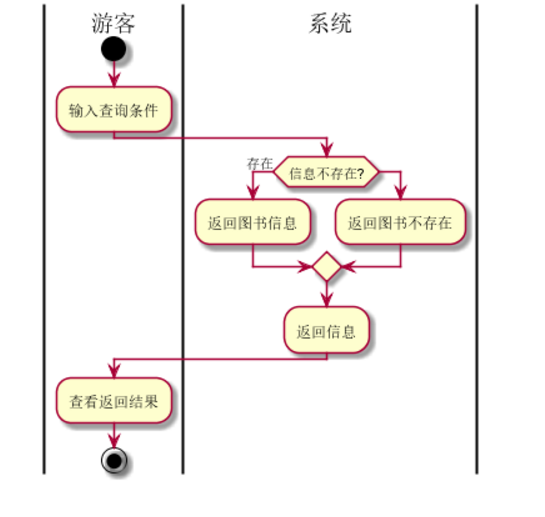 游客
系统
输入查询条件
存在
信息不存在?
返回图书信息
返回图书不存在
返回信息
查看返回结果